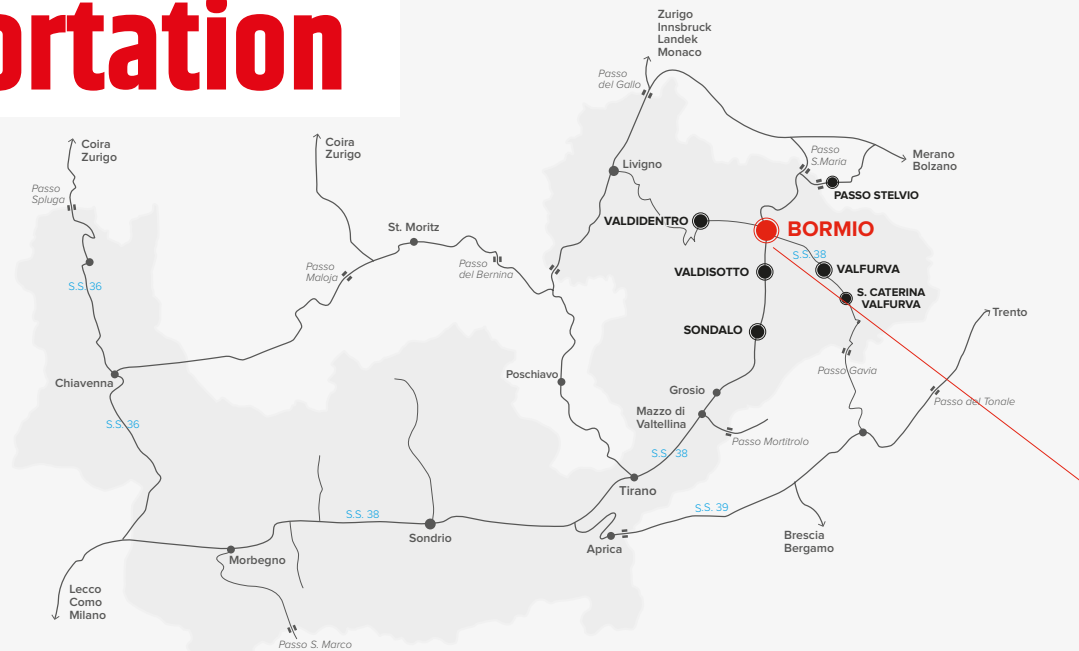 ortation
Zurigo
Innsbruck
Landek
Monaco
Passo
del Gallo
Coira
Zurigo
Coira
Zurigo
Passo
S.Maria
Merano
Bolzano
Livigno
Passo
Spluga
PASSO STELVIO
VALDIDENTRO
BORMIO
St. Moritz
S.S. 38
Passo
Maloja
Passo
del Bernina
VALDISOTTO
VALFURVA
S.S. 36
S. CATERINA
VALFURVA
Trento
SONDALO
Poschiavo
Passo Gavia
Chiavenna
Grosio
Passo del Tonale
Mazzo di
Valtellina
S.S. 36
Passo Mortitrolo
S.S. 38
Tirano
S.S. 38
S.S. 39
Sondrio
Aprica
Brescia
Bergamo
Morbegno
Lecco
Como
Milano
Passo S. Marco